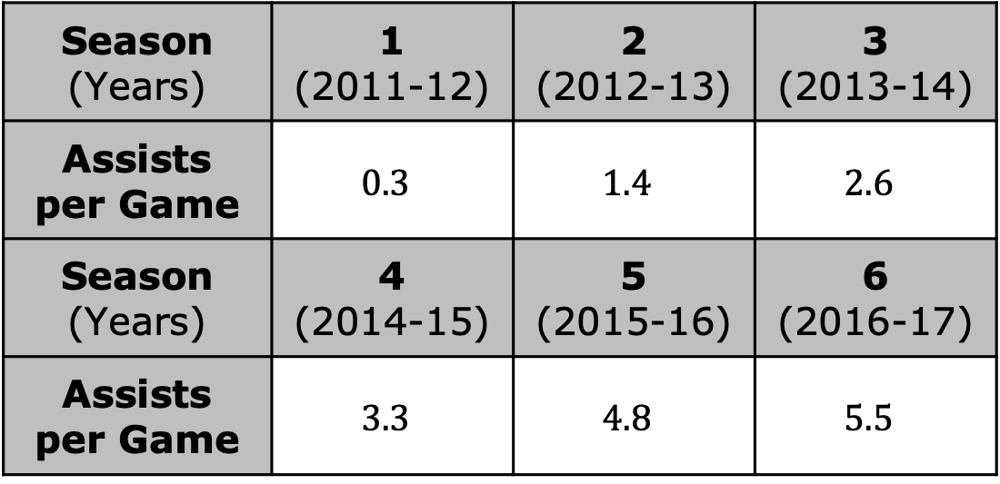 Season 1 2 3
(Years) (2011-12) (2012-13) (2013-14)
Assists
per Game 0.3 1.4 2.6
Season 4 5 6
(Years) (2014-15) (2015-16) (2016-17)
Assists
per Game 3.3 4.8 5.5